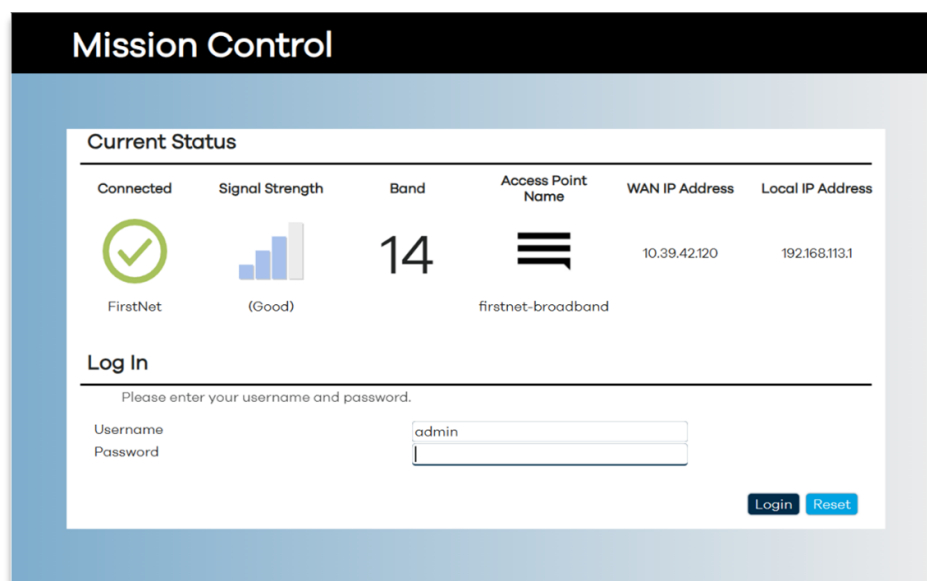 Mission Control
Current Status
Connected Signal Strength Band Access Point Name WAN IP Address Local IP Address
14 10.39.42.120 192.168.113.1
FirstNet (Good) firstnet-broadband
Log In
Please enter your username and password.
Username admin
Password
Login Reset